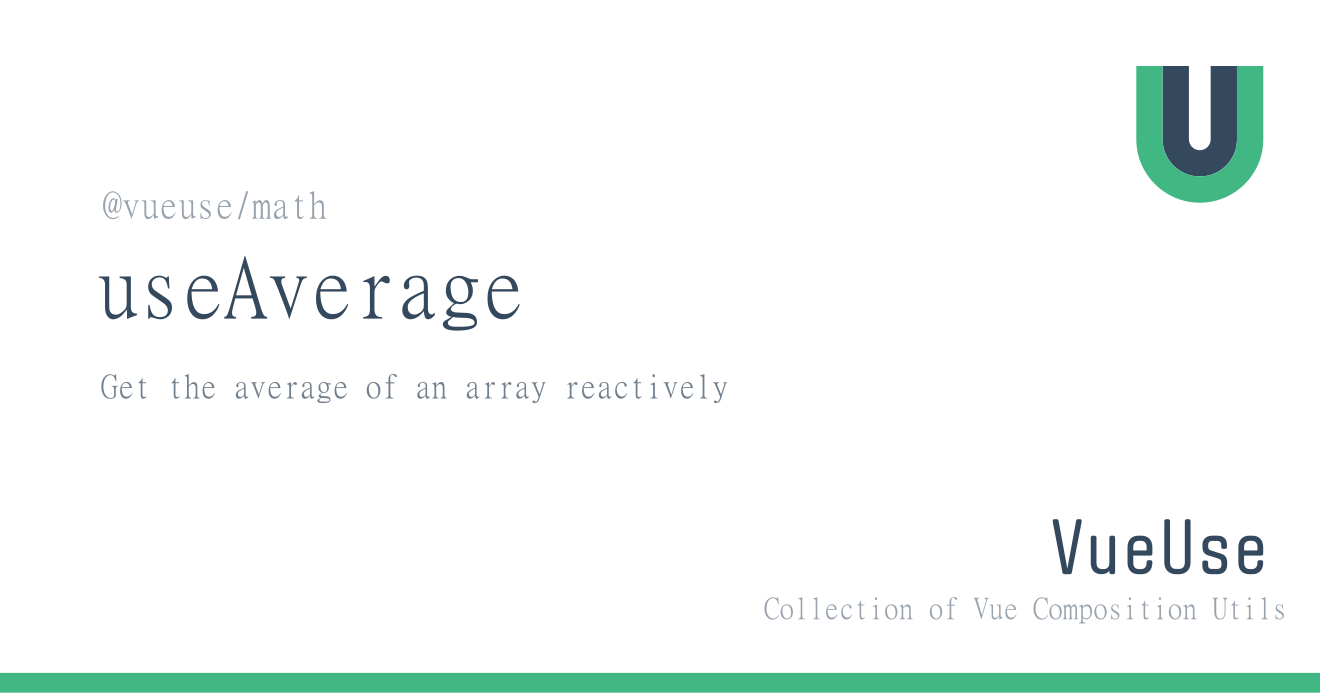 @vueuse/math
useAverage
Get the average of an array reactively
VueUse
Collection of Vue Composition Utils